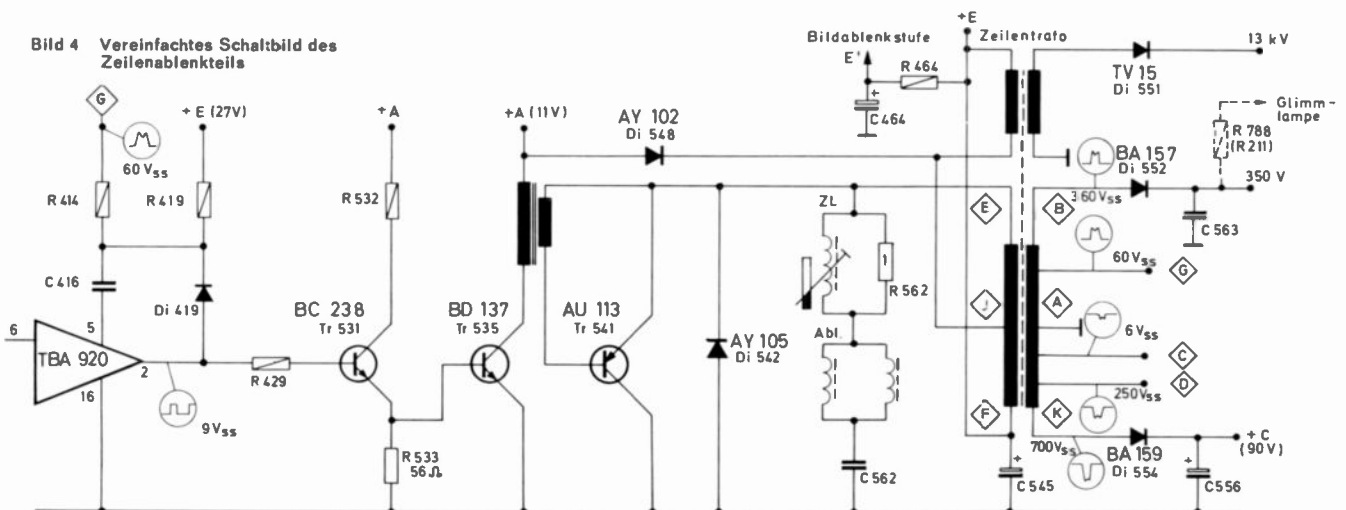 Bild 4 Vereinfachtes Schaltbild des
Zeilenablenkteils
G
60 Vss
+E (27V)
R 414
R 419
C 416
Di 419
6
TBA 920
5
2
16
9 Vss
R 429
+A
R 532
BC 238
Tr 531
R 533
56 Ω
+A (11V)
BD 137
Tr 535
AU 113
Tr 541
AY 102
Di 548
AY 105
Di 542
Bildablenkstufe
E'
R 464
C 464
ZL
1
R 562
Abl.
C 562
+E
Zeilentrafo
E
J
F
C 545
13 kV
TV 15
Di 551
Glimm-
lampe
R 788
(R 211)
BA 157
Di 552
350 V
360 Vss
B
C 563
60 Vss
G
A
6 Vss
C
D
250 Vss
K
700 Vss
BA 159
Di 554
+C
(90 V)
C 556